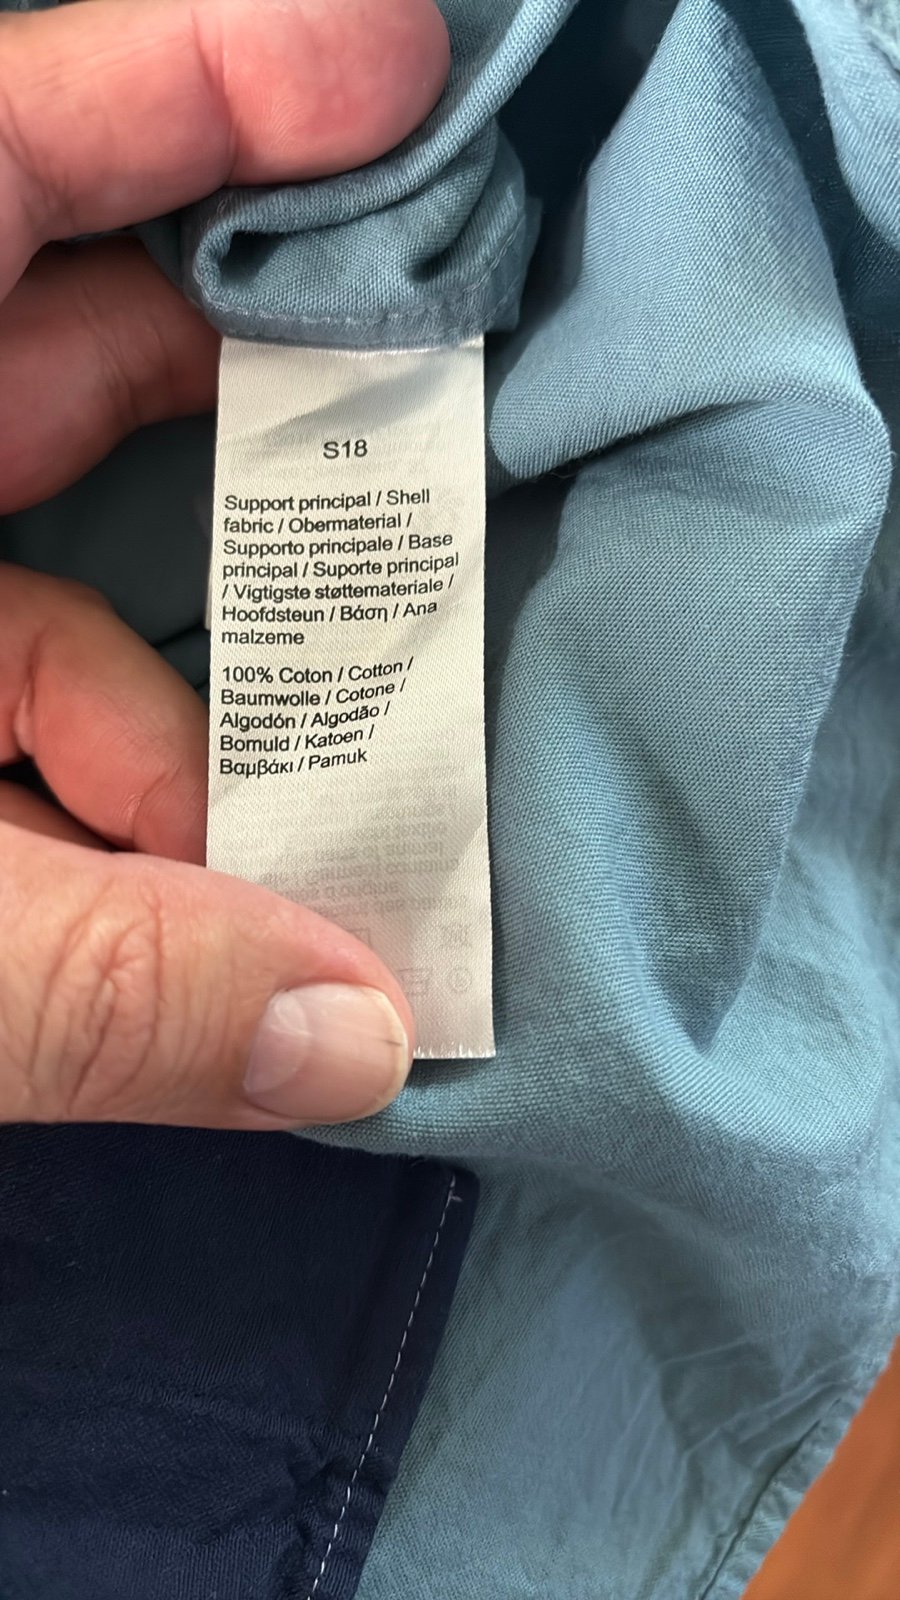 S18
Support principal / Shell
fabric / Obermaterial /
Supporto principale / Base
principal / Suporte principal
/ Vigtigste støttemateriale /
Hoofdsteun / Βάση / Ana
malzeme
100% Coton / Cotton /
Baumwolle / Cotone /
Algodón / Algodão /
Bomuld / Katoen /
Βαμβάκι / Pamuk